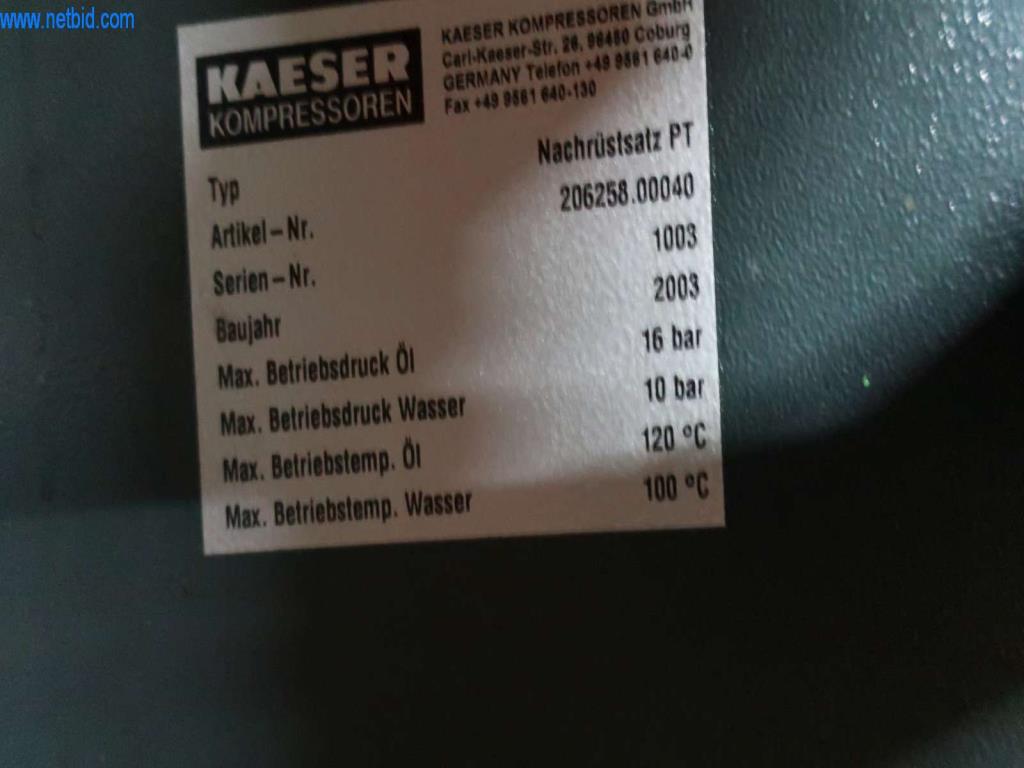 www.netbid.com
KAESER
KOMPRESSOREN
KAESER KOMPRESSOREN GmbH
Carl-Kaeser-Str. 26, 96450 Coburg
GERMANY Telefon +49 9561 640-0
Fax +49 9561 640-130
Typ Nachrüstsatz PT
Artikel-Nr. 206258.00040
Serien-Nr. 1003
Baujahr 2003
Max. Betriebsdruck Öl 16 bar
Max. Betriebsdruck Wasser 10 bar
Max. Betriebstemp. Öl 120 °C
Max. Betriebstemp. Wasser 100 °C